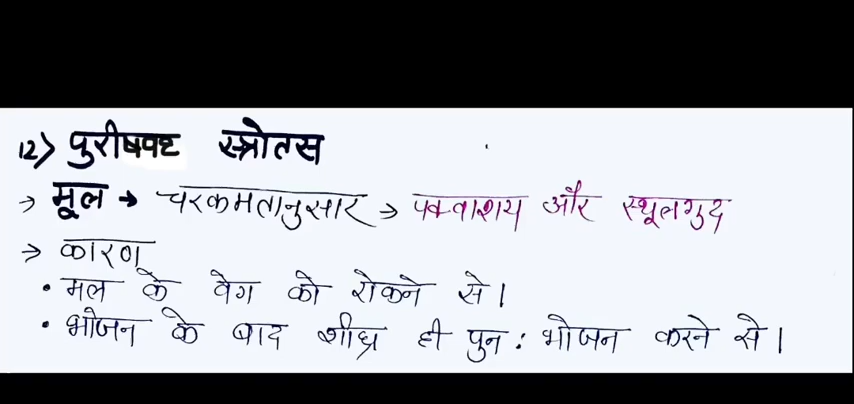 12) पुरीषवह स्त्रोतस
→ मूल → चरकमतानुसार → पक्वाशय और स्थूलगुद
→ कारण
• मल के वेग को रोकने से।
• भोजन के बाद शीघ्र ही पुन: भोजन करने से।